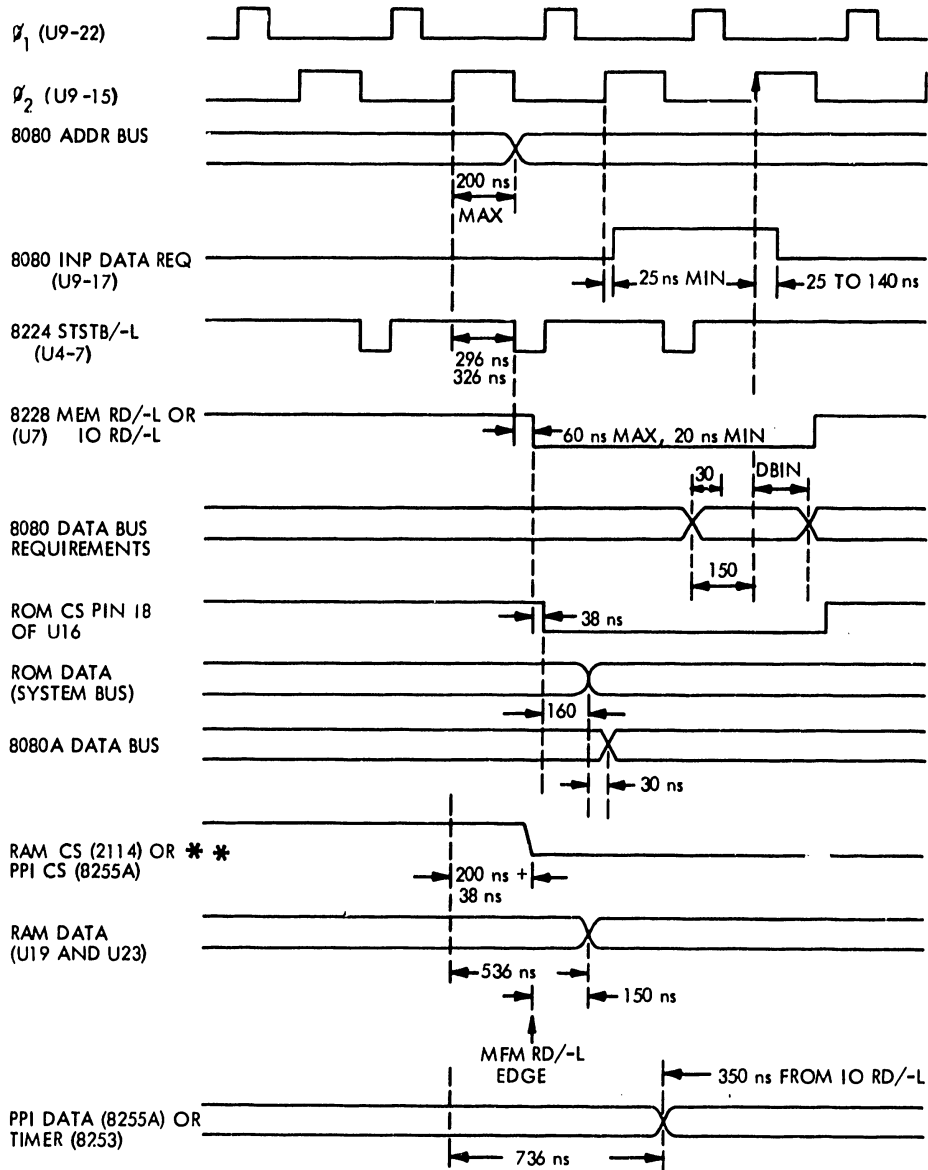 Ø1 (U9-22)
Ø2 (U9-15)
8080 ADDR BUS
200 ns
MAX
8080 INP DATA REQ
(U9-17)
25 ns MIN
25 TO 140 ns
8224 STSTB/-L
(U4-7)
296 ns
326 ns
8228 MEM RD/-L OR
(U7) IO RD/-L
60 ns MAX, 20 ns MIN
30
DBIN
8080 DATA BUS
REQUIREMENTS
150
ROM CS PIN 18
OF U16
38 ns
ROM DATA
(SYSTEM BUS)
160
8080A DATA BUS
30 ns
RAM CS (2114) OR * *
PPI CS (8255A)
200 ns +
38 ns
RAM DATA
(U19 AND U23)
536 ns
150 ns
MFM RD/-L
EDGE
350 ns FROM IO RD/-L
PPI DATA (8255A) OR
TIMER (8253)
736 ns